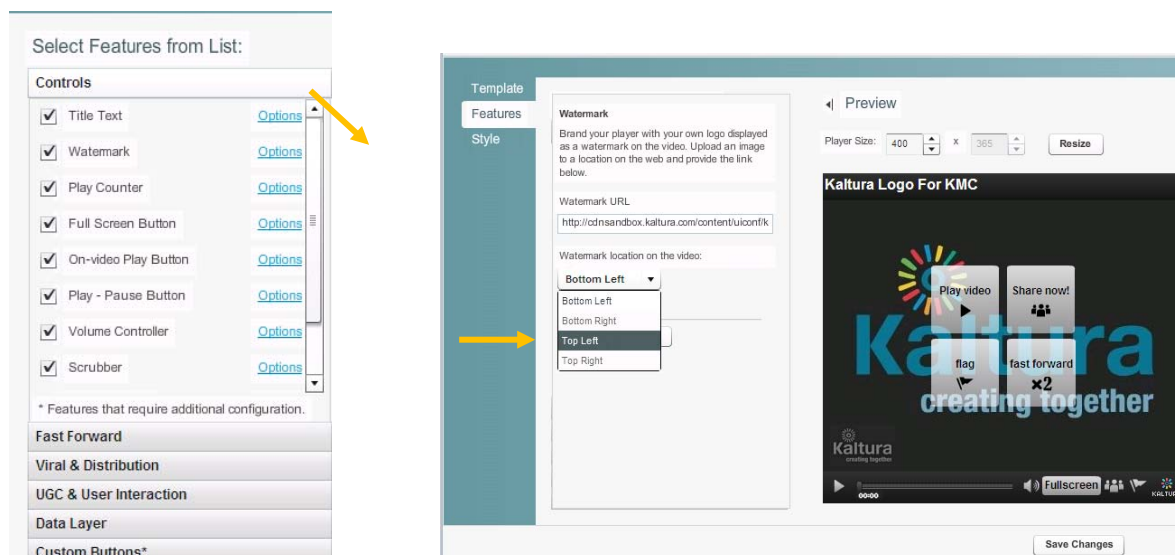 Select Features from List:
Controls
Title Text Options
Watermark Options
Play Counter Options
Full Screen Button Options
On-video Play Button Options
Play - Pause Button Options
Volume Controller Options
Scrubber Options
* Features that require additional configuration.
Fast Forward
Viral & Distribution
UGC & User Interaction
Data Layer
Custom Buttons*
Template
Features
Style
Watermark
Brand your player with your own logo displayed
as a watermark on the video. Upload an image
to a location on the web and provide the link
below.
Watermark URL
http://cdnsandbox.kaltura.com/content/uiconf/k
Watermark location on the video:
Bottom Left
Bottom Left
Bottom Right
Top Left
Top Right
Preview
Player Size: 400 x 365 Resize
Kaltura Logo For KMC
Play video Share now!
Kaltura
flag fast forward
x2
creating together
Kaltura
creating together
00:00
Fullscreen
KALTUR
Save Changes